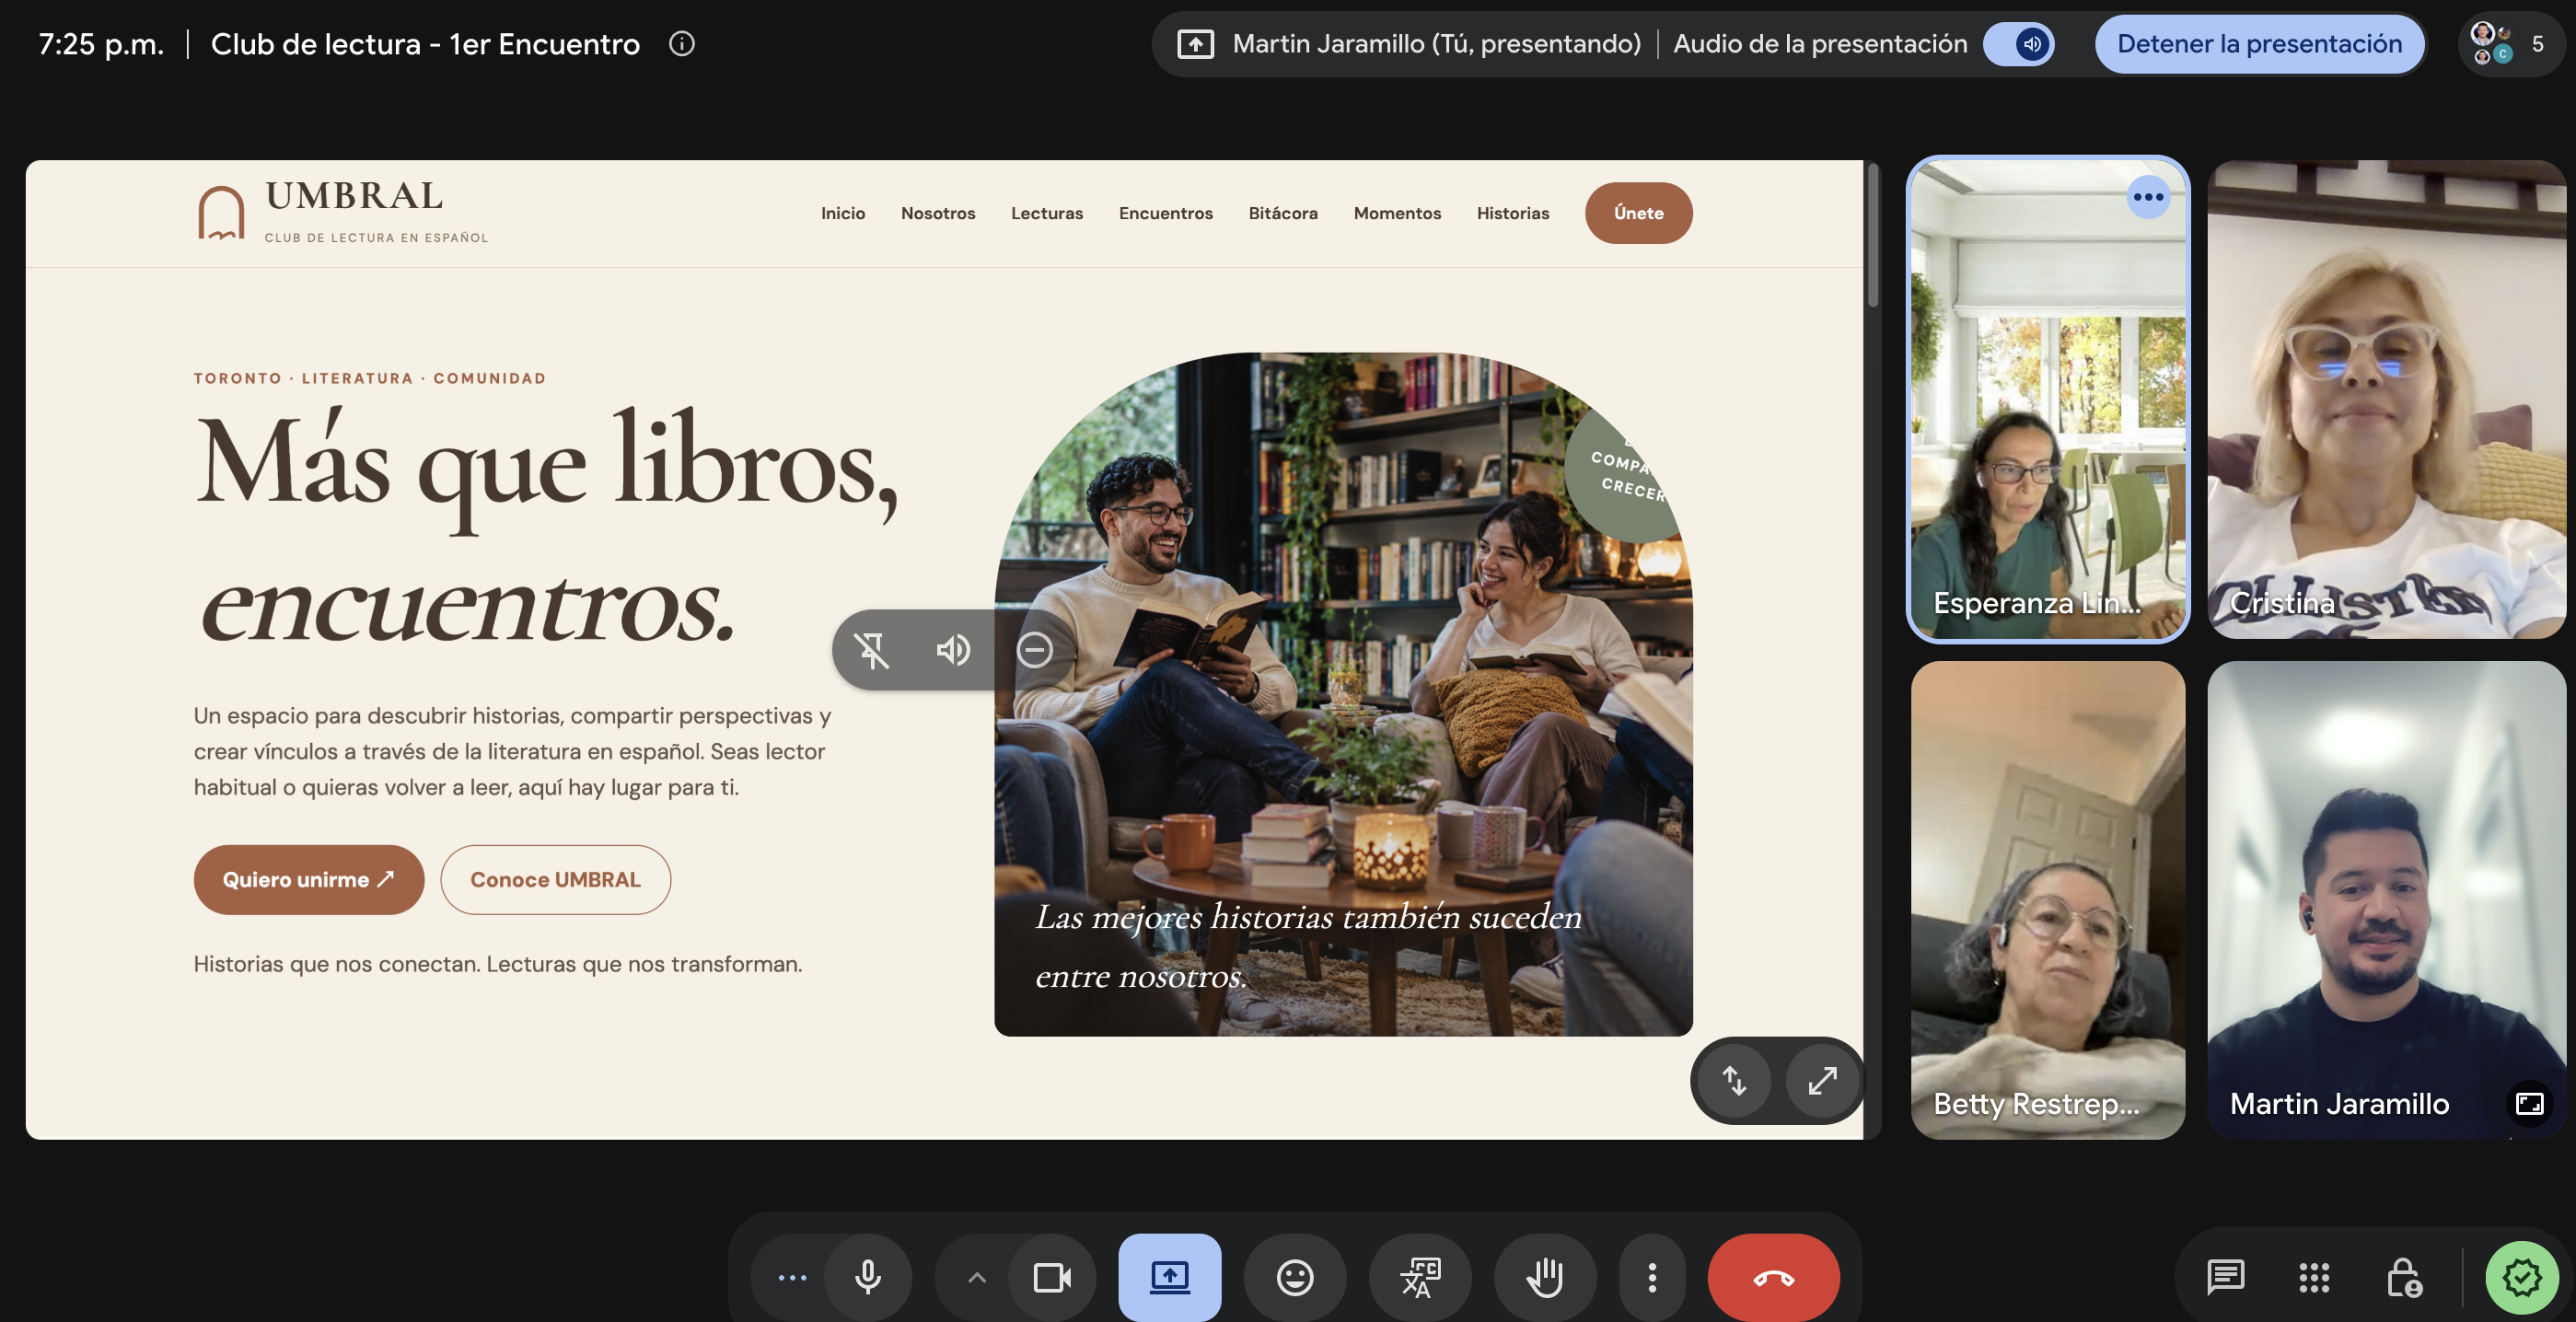 7:25 p.m. | Club de lectura - 1er Encuentro
Martin Jaramillo (Tú, presentando) | Audio de la presentación
Detener la presentación
5
UMBRAL
CLUB DE LECTURA EN ESPAÑOL
Inicio Nosotros Lecturas Encuentros Bitácora Momentos Historias Únete
TORONTO · LITERATURA · COMUNIDAD
Más que libros,
encuentros.
Un espacio para descubrir historias, compartir perspectivas y
crear vínculos a través de la literatura en español. Seas lector
habitual o quieras volver a leer, aquí hay lugar para ti.
Quiero unirme ↗ Conoce UMBRAL
Historias que nos conectan. Lecturas que nos transforman.
COMPA
CRECER
Las mejores historias también suceden
entre nosotros.
Esperanza Lin...
Cristina
Betty Restrep...
Martin Jaramillo